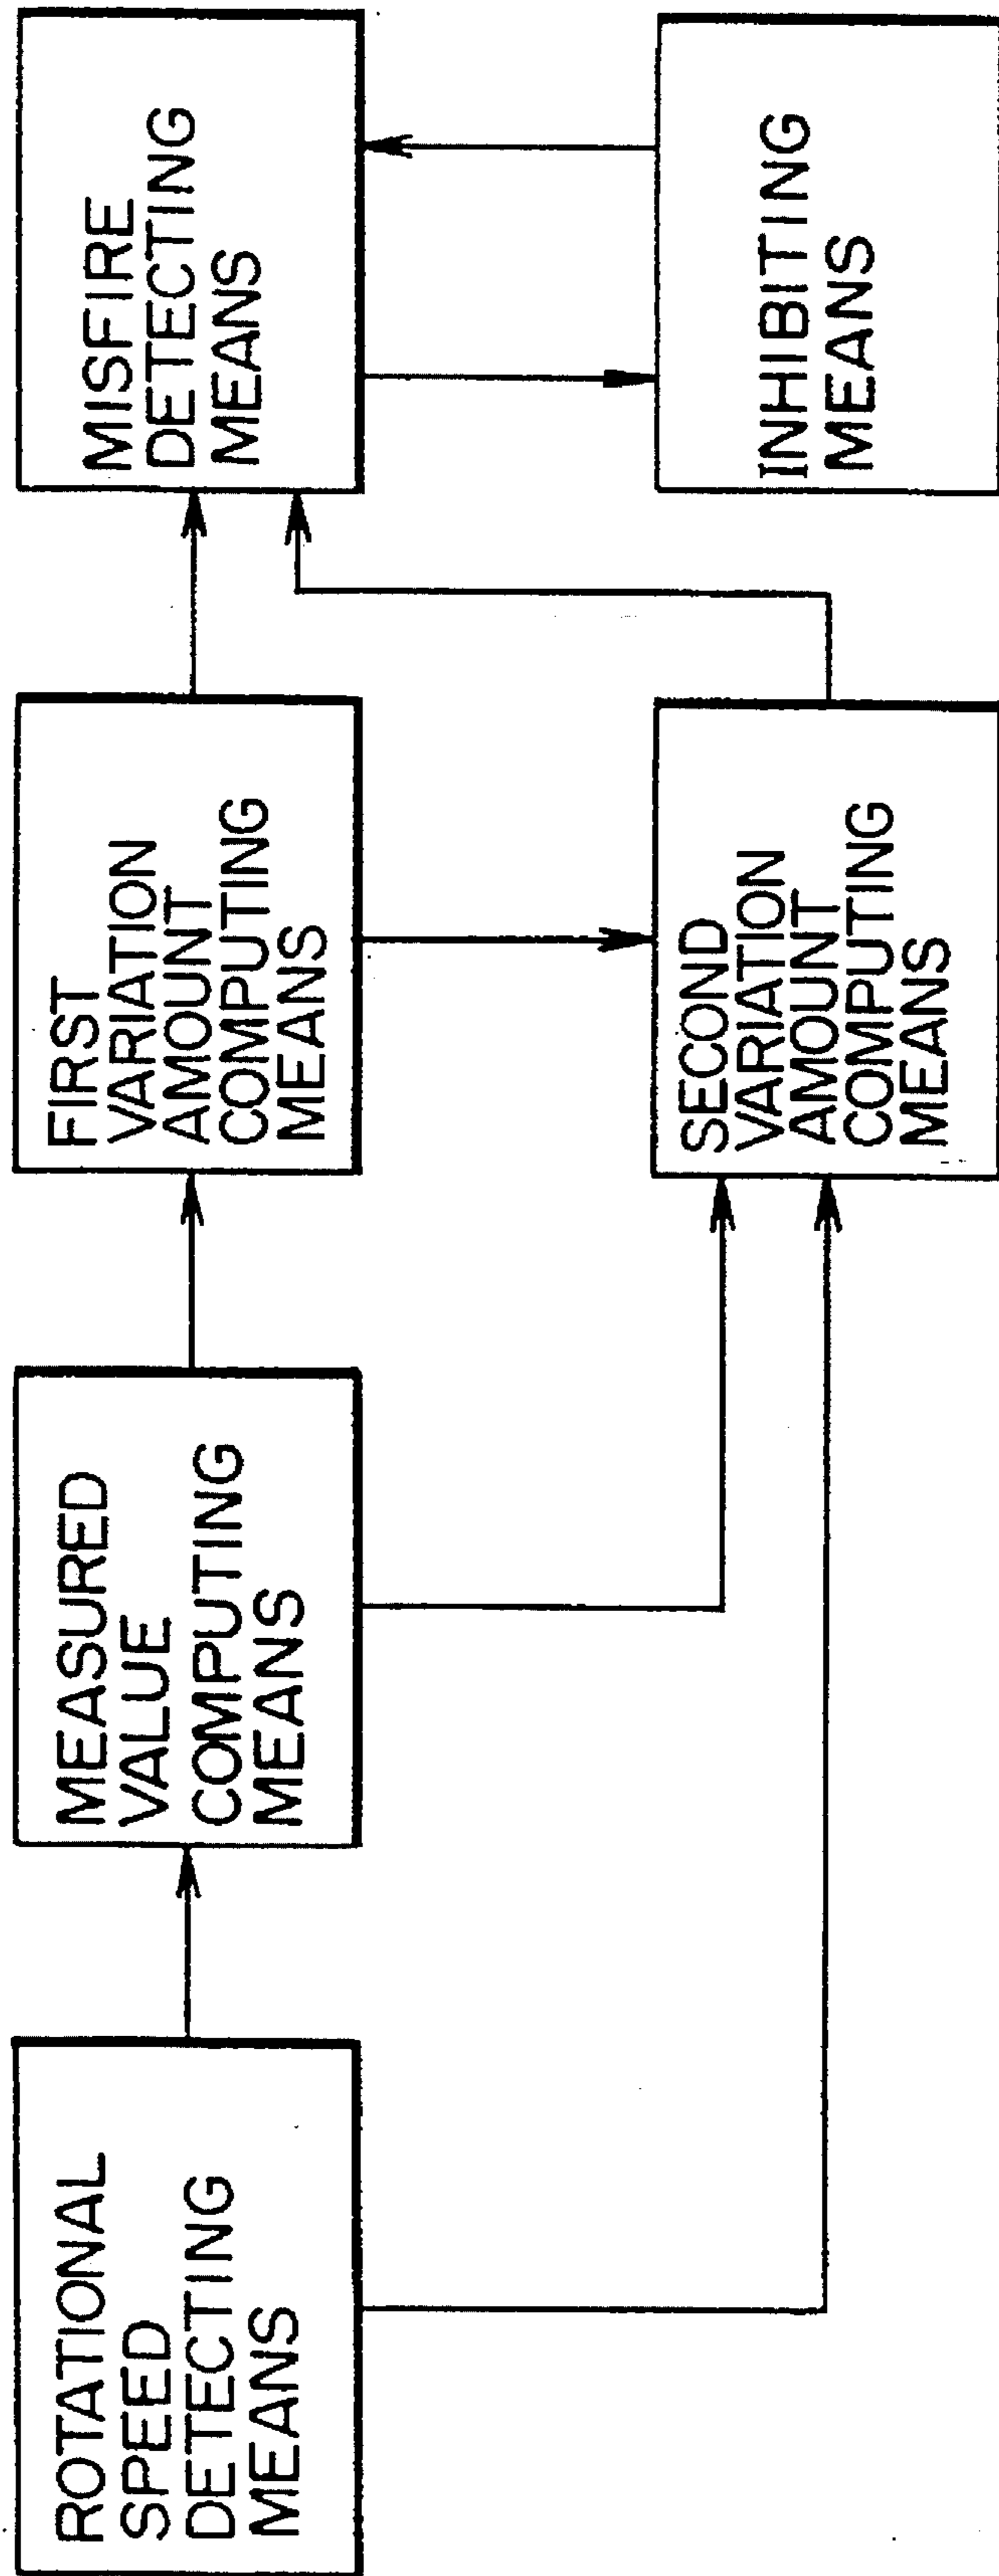 ROTATIONAL
SPEED
DETECTING
MEANS
MEASURED
VALUE
COMPUTING
MEANS
FIRST
VARIATION
AMOUNT
COMPUTING
MEANS
MISFIRE
DETECTING
MEANS
SECOND
VARIATION
AMOUNT
COMPUTING
MEANS
INHIBITING
MEANS